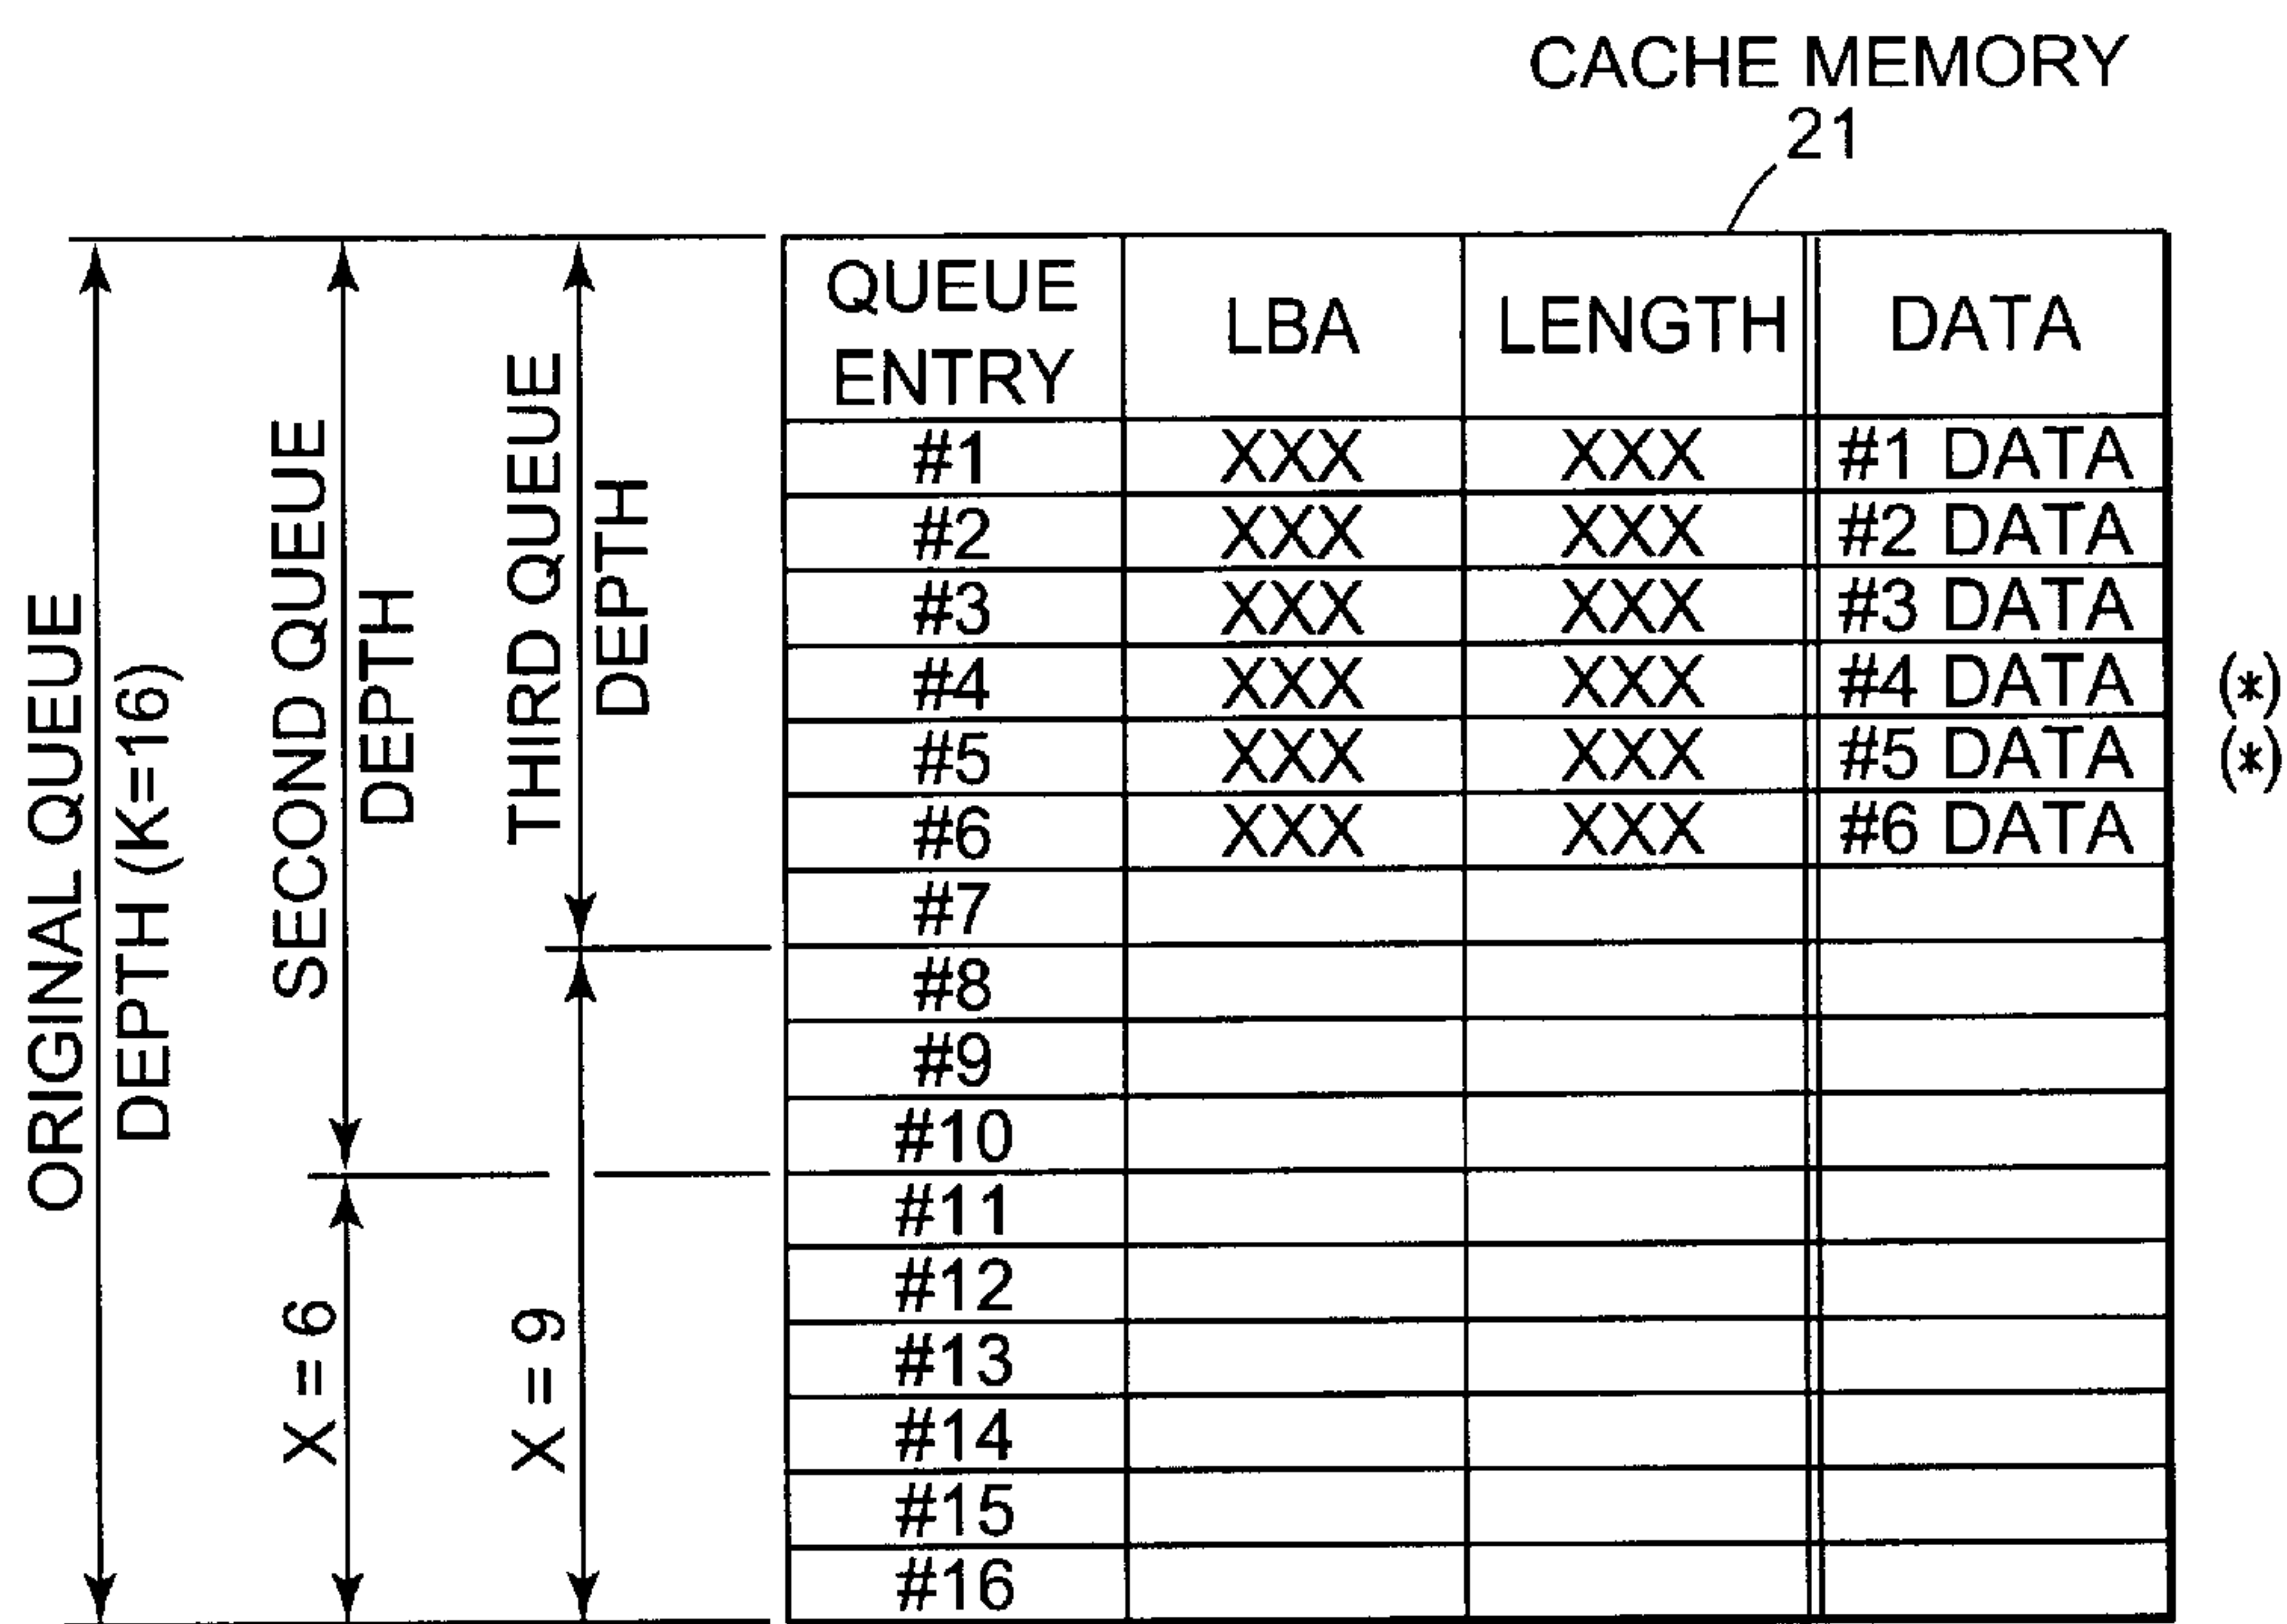 CACHE MEMORY
21
ORIGINAL QUEUE
DEPTH (K=16)
SECOND QUEUE
DEPTH
THIRD QUEUE
DEPTH
X = 6
X = 9
QUEUE ENTRY LBA LENGTH DATA
#1 XXX XXX #1 DATA
#2 XXX XXX #2 DATA
#3 XXX XXX #3 DATA
#4 XXX XXX #4 DATA (*)
#5 XXX XXX #5 DATA (*)
#6 XXX XXX #6 DATA
#7
#8
#9
#10
#11
#12
#13
#14
#15
#16